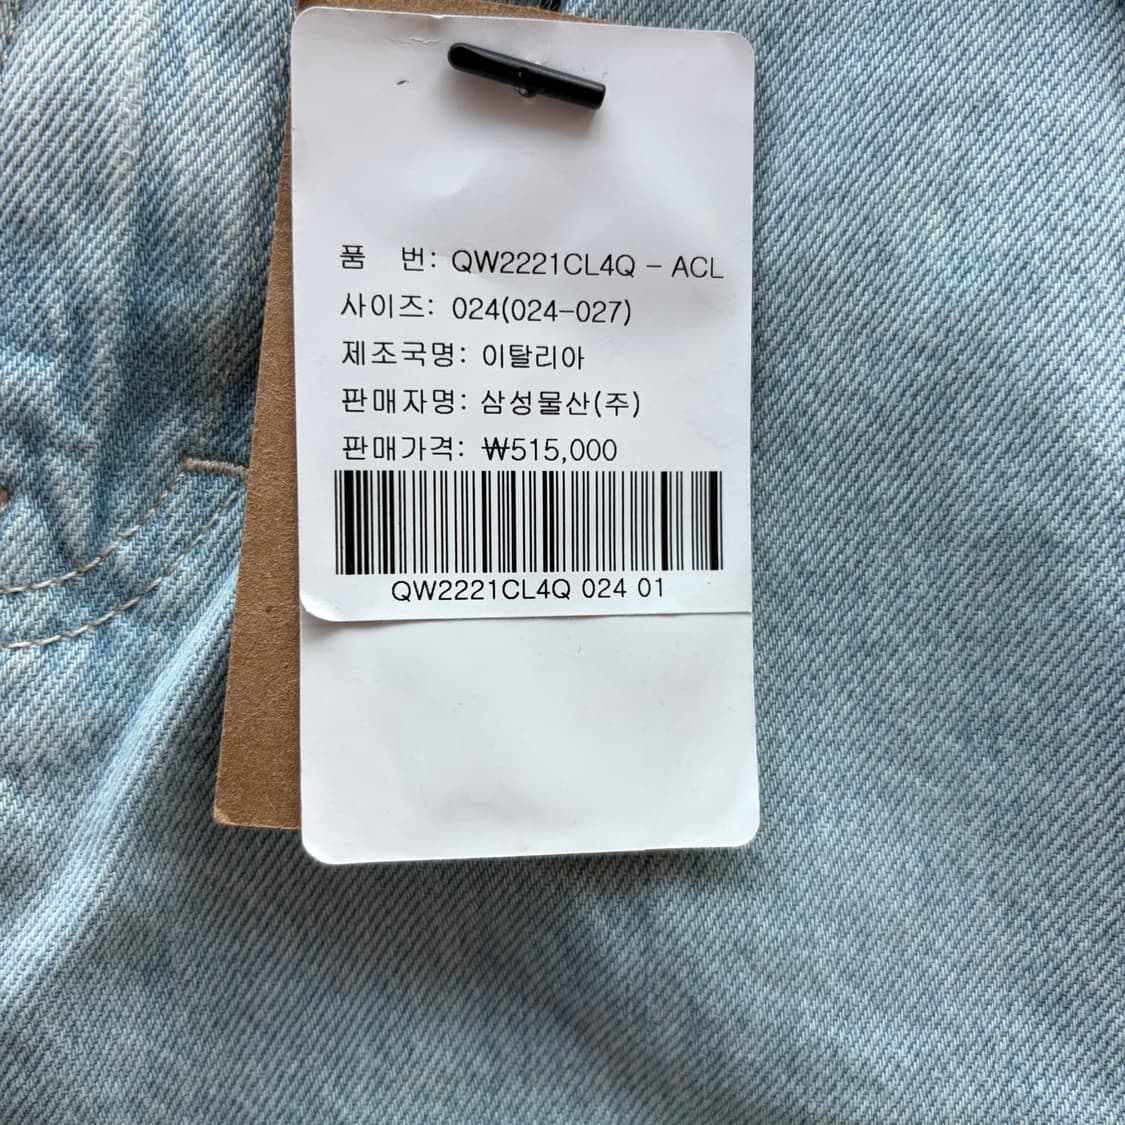 품 번: QW2221CL4Q - ACL
사이즈: 024(024-027)
제조국명: 이탈리아
판매자명: 삼성물산(주)
판매가격: ₩515,000
QW2221CL4Q 024 01